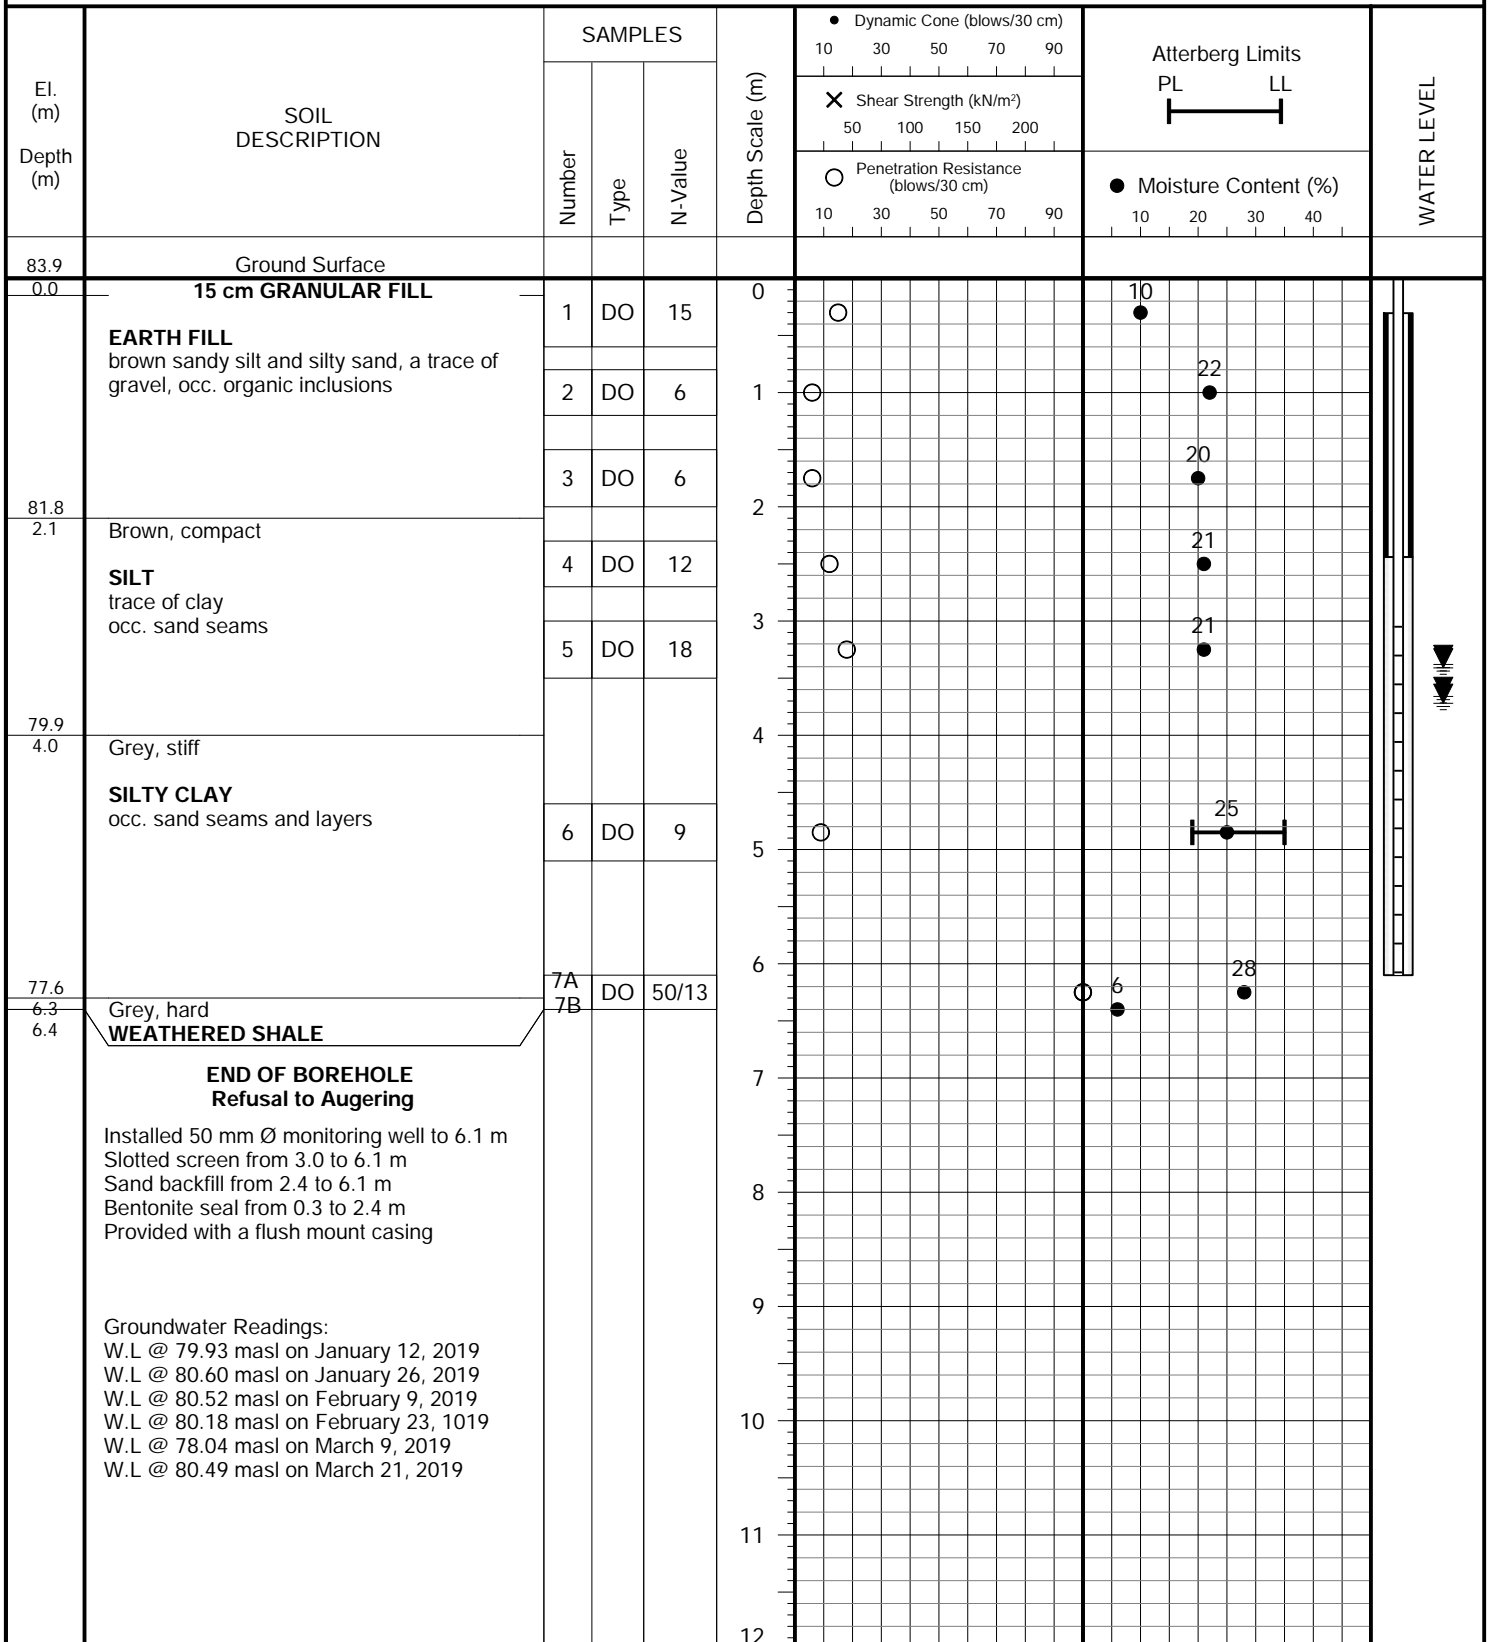 El.
(m)
Depth
(m)
SOIL
DESCRIPTION
SAMPLES
Number
Type
N-Value
Depth Scale (m)
Dynamic Cone (blows/30 cm)
10 30 50 70 90
Shear Strength (kN/m²)
50 100 150 200
Penetration Resistance
(blows/30 cm)
10 30 50 70 90
Atterberg Limits
PL LL
Moisture Content (%)
10 20 30 40
WATER LEVEL
83.9 Ground Surface
0.0 15 cm GRANULAR FILL
0
10
1 DO 15
EARTH FILL
brown sandy silt and silty sand, a trace of
gravel, occ. organic inclusions
22
2 DO 6
1
20
3 DO 6
81.8
2
2.1 Brown, compact
21
4 DO 12
SILT
trace of clay
occ. sand seams
3
21
5 DO 18
79.9
4
4.0 Grey, stiff
SILTY CLAY
occ. sand seams and layers
25
6 DO 9
5
6
28
77.6
7A
7B
DO 50/13
6
6.3 Grey, hard
6.4 WEATHERED SHALE
END OF BOREHOLE
Refusal to Augering
7
Installed 50 mm Ø monitoring well to 6.1 m
Slotted screen from 3.0 to 6.1 m
Sand backfill from 2.4 to 6.1 m
8
Bentonite seal from 0.3 to 2.4 m
Provided with a flush mount casing
9
Groundwater Readings:
W.L @ 79.93 masl on January 12, 2019
W.L @ 80.60 masl on January 26, 2019
W.L @ 80.52 masl on February 9, 2019
W.L @ 80.18 masl on February 23, 1019
10
W.L @ 78.04 masl on March 9, 2019
W.L @ 80.49 masl on March 21, 2019
11
12